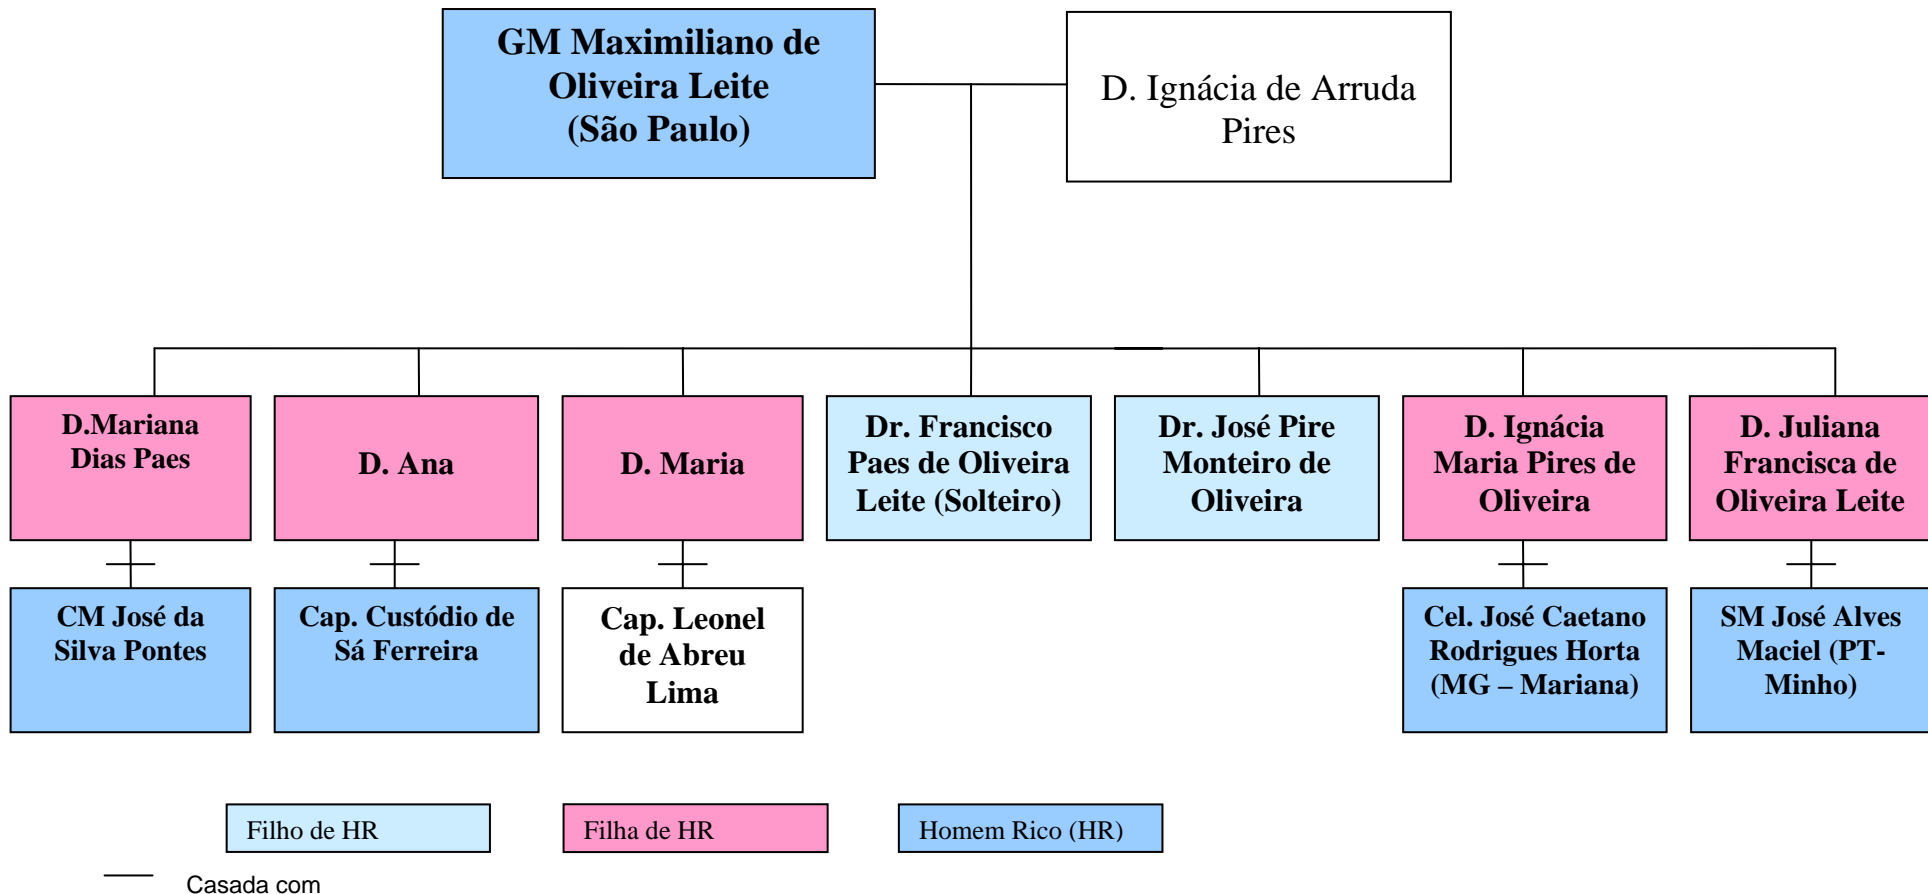 GM Maximiliano de
Oliveira Leite
(São Paulo)
D. Ignácia de Arruda
Pires
D.Mariana
Dias Paes
D. Ana
D. Maria
Dr. Francisco
Paes de Oliveira
Leite (Solteiro)
Dr. José Pire
Monteiro de
Oliveira
D. Ignácia
Maria Pires de
Oliveira
D. Juliana
Francisca de
Oliveira Leite
CM José da
Silva Pontes
Cap. Custódio de
Sá Ferreira
Cap. Leonel
de Abreu
Lima
Cel. José Caetano
Rodrigues Horta
(MG – Mariana)
SM José Alves
Maciel (PT-
Minho)
Filho de HR
Filha de HR
Homem Rico (HR)
Casada com